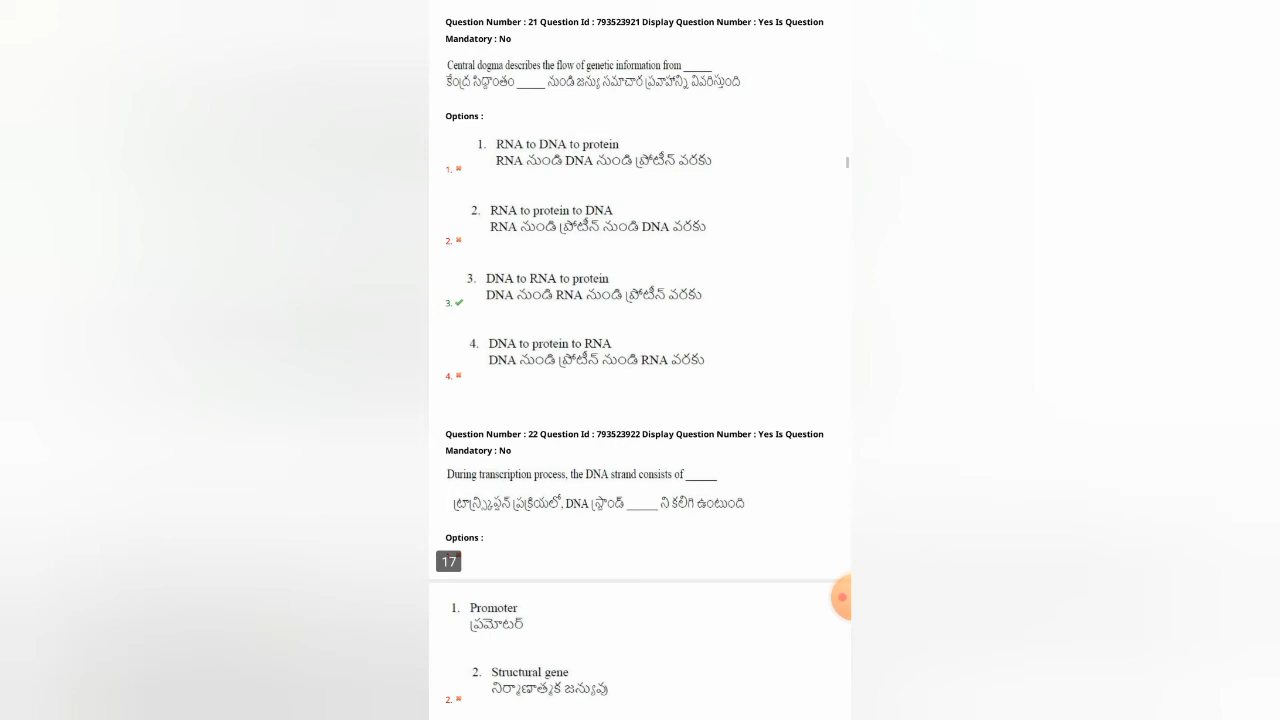 Question Number : 21 Question Id : 793523921 Display Question Number : Yes Is Question
Mandatory : No
Central dogma describes the flow of genetic information from _____
కేంద్ర సిద్ధాంతం _____ నుండి జన్యు సమాచార ప్రవాహాన్ని వివరిస్తుంది
Options :
1. RNA to DNA to protein
RNA నుండి DNA నుండి ప్రోటీన్ వరకు
1. ✖
2. RNA to protein to DNA
RNA నుండి ప్రోటీన్ నుండి DNA వరకు
2. ✖
3. DNA to RNA to protein
DNA నుండి RNA నుండి ప్రోటీన్ వరకు
3. ✔
4. DNA to protein to RNA
DNA నుండి ప్రోటీన్ నుండి RNA వరకు
4. ✖
Question Number : 22 Question Id : 793523922 Display Question Number : Yes Is Question
Mandatory : No
During transcription process, the DNA strand consists of _____
ట్రాన్స్క్రిప్షన్ ప్రక్రియలో, DNA స్ట్రాండ్ _____ ని కలిగి ఉంటుంది
Options :
17
1. Promoter
ప్రమోటర్
2. Structural gene
నిర్మాణాత్మక జన్యువు
2. ✖